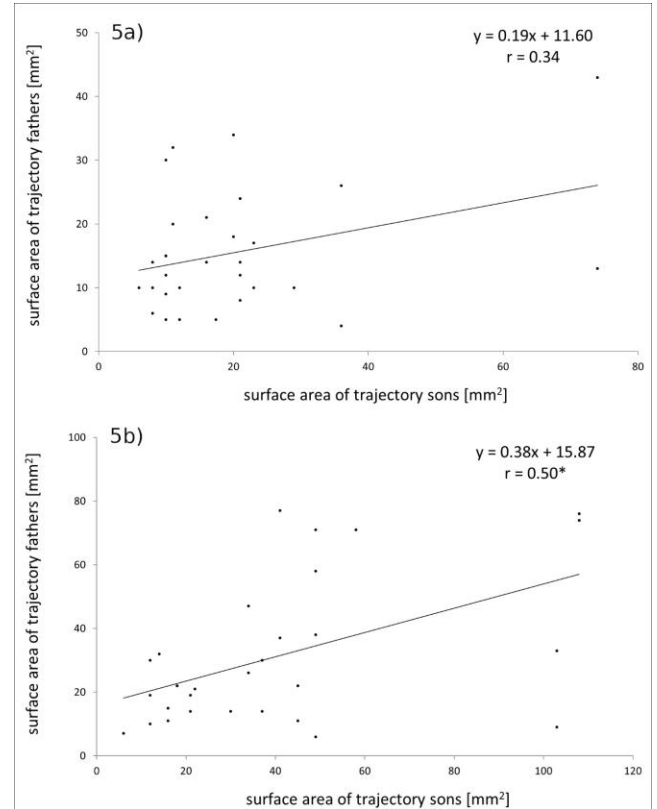 5a)
y = 0.19x + 11.60
r = 0.34
surface area of trajectory fathers [mm²]
50
40
30
20
10
0
0 20 40 60 80
surface area of trajectory sons [mm²]
5b)
y = 0.38x + 15.87
r = 0.50*
surface area of trajectory fathers [mm²]
100
80
60
40
20
0
0 20 40 60 80 100 120
surface area of trajectory sons [mm²]